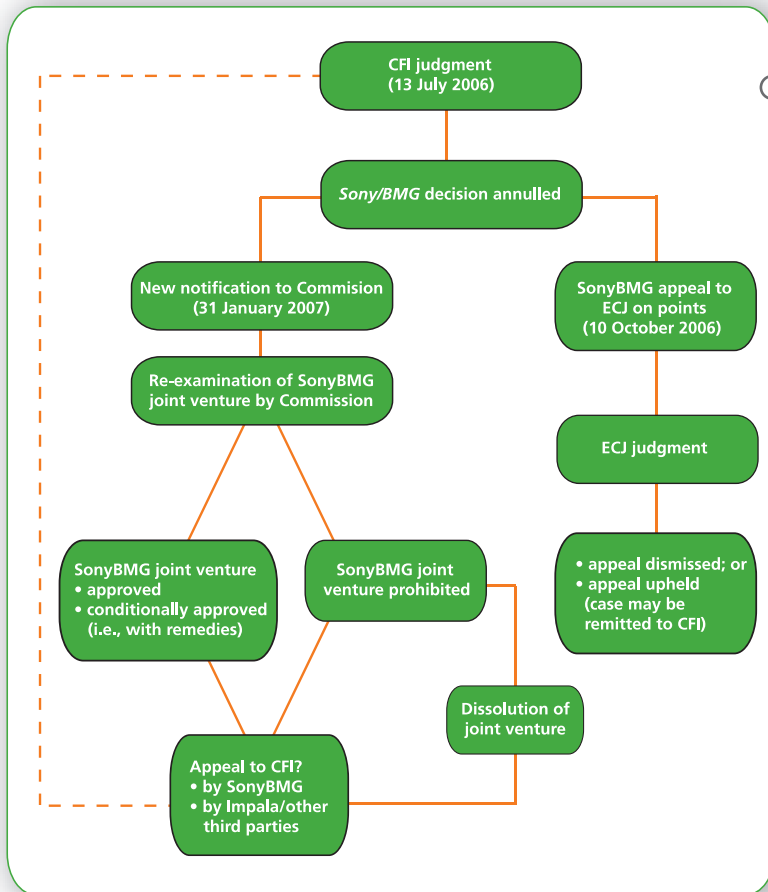 CFI judgment
(13 July 2006)
Sony/BMG decision annulled
New notification to Commision
(31 January 2007)
SonyBMG appeal to
ECJ on points
(10 October 2006)
Re-examination of SonyBMG
joint venture by Commission
ECJ judgment
SonyBMG joint venture
• approved
• conditionally approved
(i.e., with remedies)
SonyBMG joint
venture prohibited
• appeal dismissed; or
• appeal upheld
(case may be
remitted to CFI)
Dissolution of
joint venture
Appeal to CFI?
• by SonyBMG
• by Impala/other
third parties